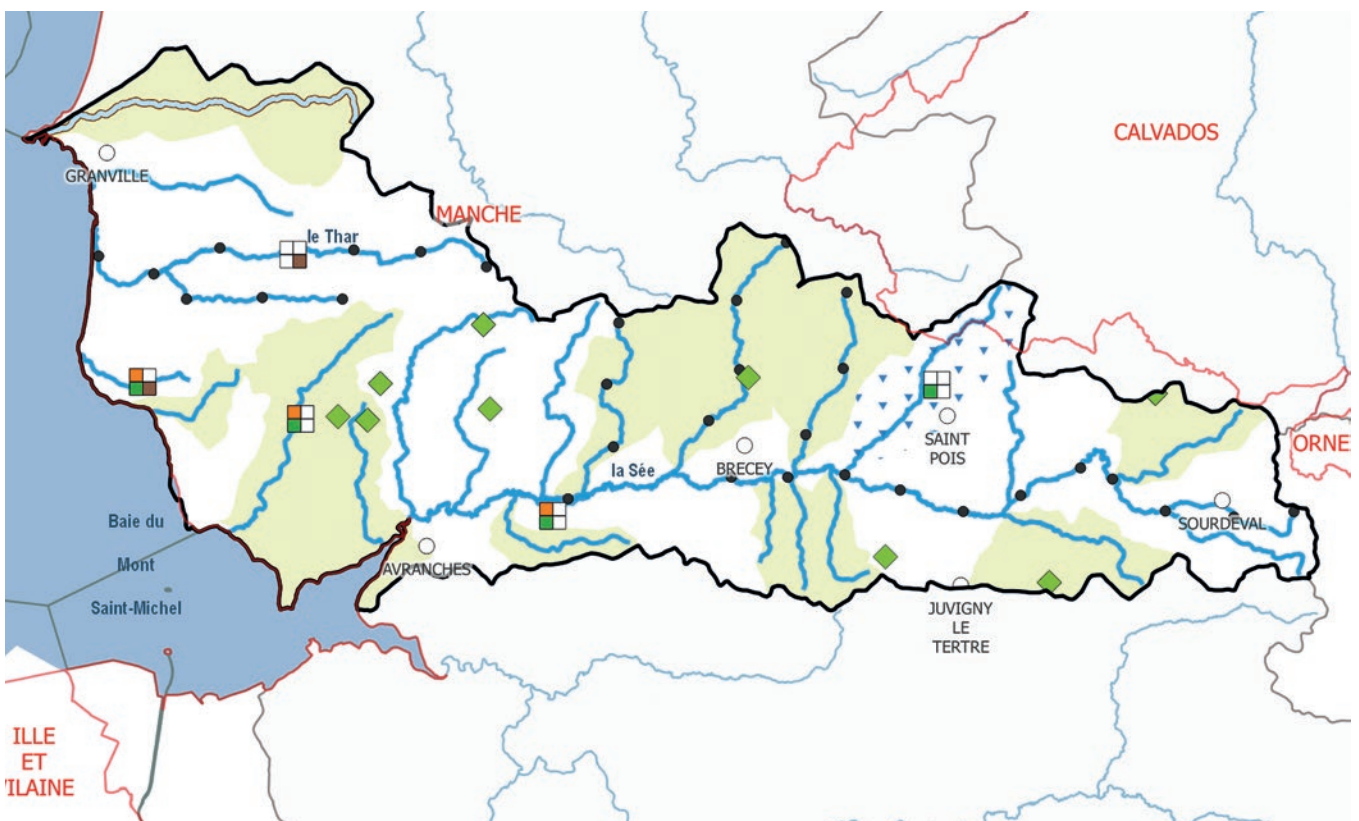 CALVADOS
GRANVILLE
MANCHE
le Thar
SAINT
POIS
ORNE
BRECEY
la Sée
SOURDEVAL
Baie du
Mont
Saint-Michel
AVRANCHES
JUVIGNY
LE
TERTRE
ILLE
ET
VILAINE